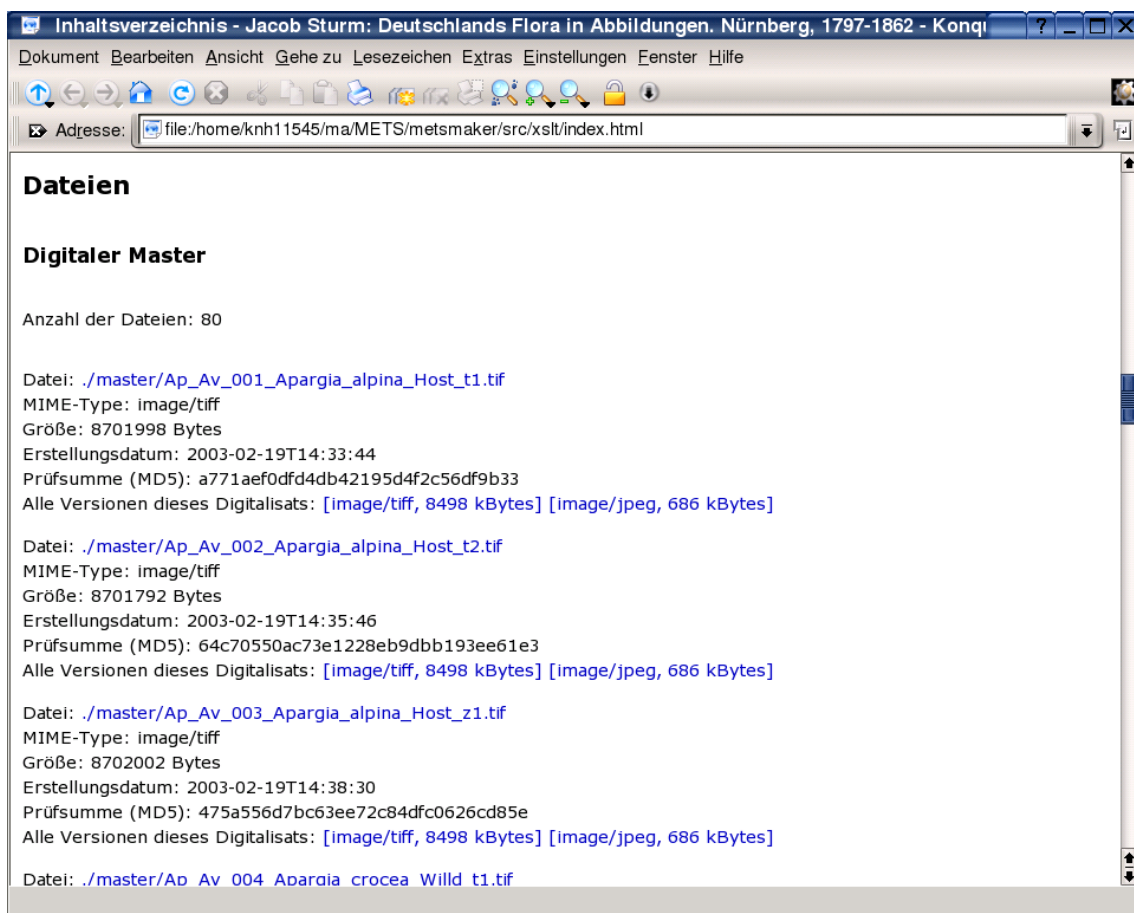 Inhaltsverzeichnis - Jacob Sturm: Deutschlands Flora in Abbildungen. Nürnberg, 1797-1862 - Konq
Dokument Bearbeiten Ansicht Gehe zu Lesezeichen Extras Einstellungen Fenster Hilfe
Adresse: file:/home/knh11545/ma/METS/metsmaker/src/xslt/index.html
Dateien
Digitaler Master
Anzahl der Dateien: 80
Datei: ./master/Ap_Av_001_Apargia_alpina_Host_t1.tif
MIME-Type: image/tiff
Größe: 8701998 Bytes
Erstellungsdatum: 2003-02-19T14:33:44
Prüfsumme (MD5): a771aef0dfd4db42195d4f2c56df9b33
Alle Versionen dieses Digitalisats: [image/tiff, 8498 kBytes] [image/jpeg, 686 kBytes]
Datei: ./master/Ap_Av_002_Apargia_alpina_Host_t2.tif
MIME-Type: image/tiff
Größe: 8701792 Bytes
Erstellungsdatum: 2003-02-19T14:35:46
Prüfsumme (MD5): 64c70550ac73e1228eb9dbb193ee61e3
Alle Versionen dieses Digitalisats: [image/tiff, 8498 kBytes] [image/jpeg, 686 kBytes]
Datei: ./master/Ap_Av_003_Apargia_alpina_Host_z1.tif
MIME-Type: image/tiff
Größe: 8702002 Bytes
Erstellungsdatum: 2003-02-19T14:38:30
Prüfsumme (MD5): 475a556d7bc63ee72c84dfc0626cd85e
Alle Versionen dieses Digitalisats: [image/tiff, 8498 kBytes] [image/jpeg, 686 kBytes]
Datei: ./master/Ap_Av_004_Apargia_crocea_Willd_t1.tif